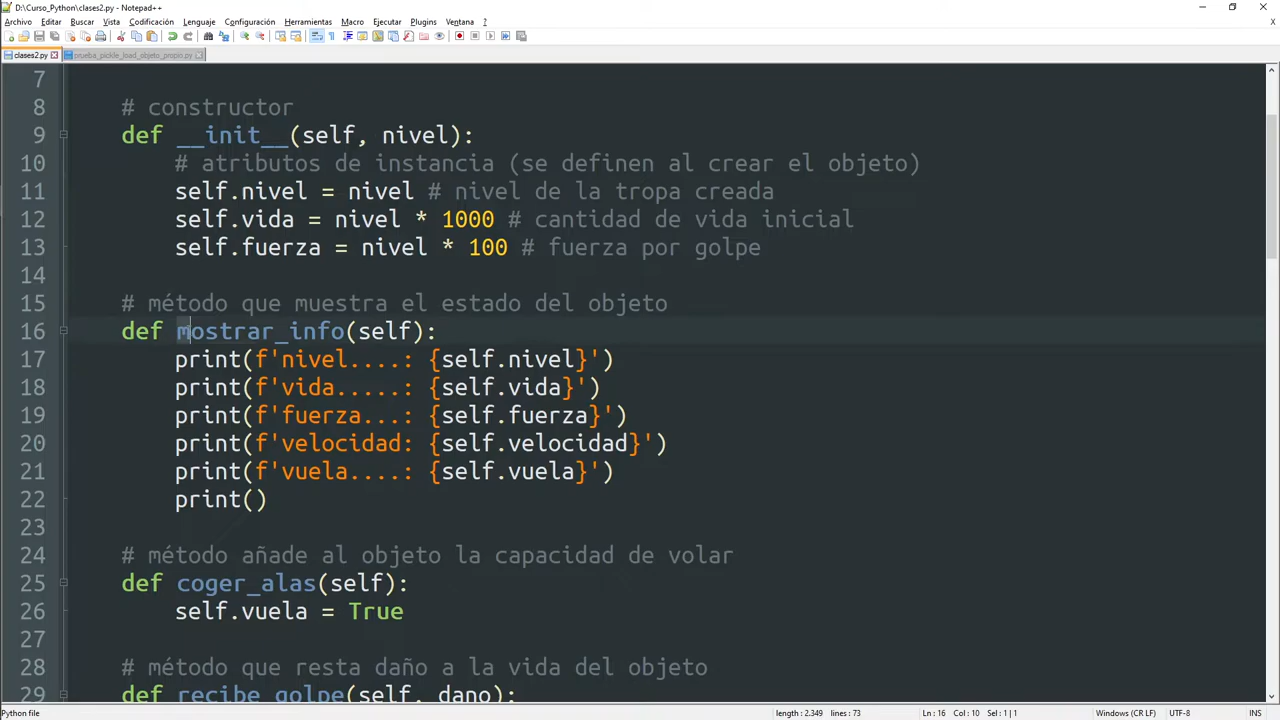 D:\Curso_Python\clases2.py - Notepad++
Archivo Editar Buscar Vista Codificación Lenguaje Configuración Herramientas Macro Ejecutar Plugins Ventana ?
clases2.py prueba_pickle_load_objeto_propin.py
7
8 # constructor
9 def __init__(self, nivel):
10 # atributos de instancia (se definen al crear el objeto)
11 self.nivel = nivel # nivel de la tropa creada
12 self.vida = nivel * 1000 # cantidad de vida inicial
13 self.fuerza = nivel * 100 # fuerza por golpe
14
15 # método que muestra el estado del objeto
16 def mostrar_info(self):
17 print(f'nivel....: {self.nivel}')
18 print(f'vida.....: {self.vida}')
19 print(f'fuerza...: {self.fuerza}')
20 print(f'velocidad: {self.velocidad}')
21 print(f'vuela....: {self.vuela}')
22 print()
23
24 # método añade al objeto la capacidad de volar
25 def coger_alas(self):
26 self.vuela = True
27
28 # método que resta daño a la vida del objeto
29 def recibe_golpe(self, dano):
Python file length : 2.349 lines : 73 Ln : 16 Col : 10 Sel : 1 | 1 Windows (CR LF) UTF-8 INS